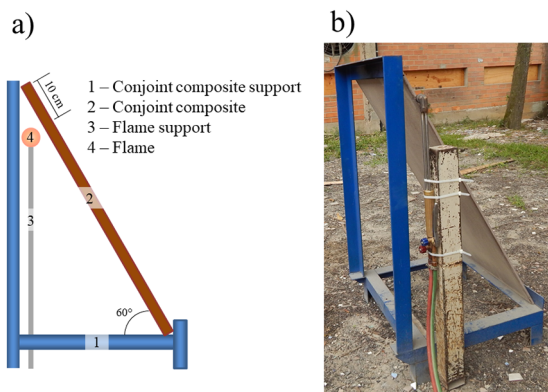 a)
10 cm
1 – Conjoint composite support
2 – Conjoint composite
3 – Flame support
4 – Flame
4
3
2
60°
1
b)